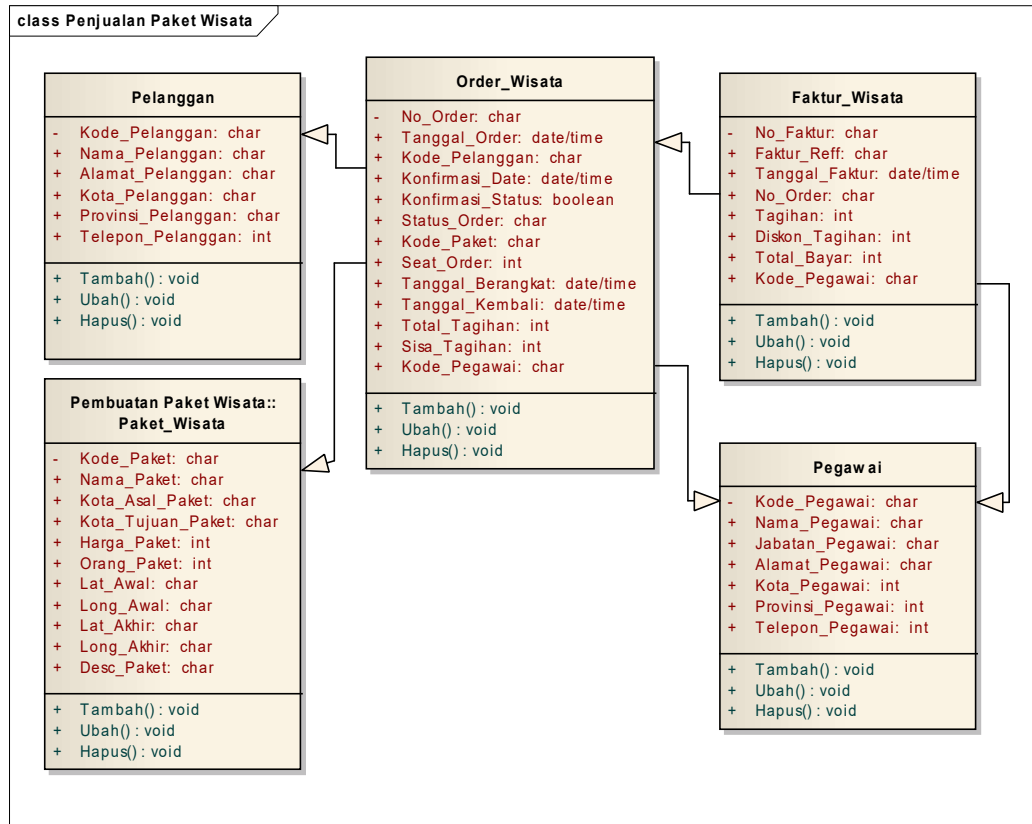 class Penjualan Paket Wisata
Pelanggan
- Kode_Pelanggan: char
+ Nama_Pelanggan: char
+ Alamat_Pelanggan: char
+ Kota_Pelanggan: char
+ Provinsi_Pelanggan: char
+ Telepon_Pelanggan: int
+ Tambah() : void
+ Ubah() : void
+ Hapus() : void
Pembuatan Paket Wisata::
Paket_Wisata
- Kode_Paket: char
+ Nama_Paket: char
+ Kota_Asal_Paket: char
+ Kota_Tujuan_Paket: char
+ Harga_Paket: int
+ Orang_Paket: int
+ Lat_Awal: char
+ Long_Awal: char
+ Lat_Akhir: char
+ Long_Akhir: char
+ Desc_Paket: char
+ Tambah() : void
+ Ubah() : void
+ Hapus() : void
Order_Wisata
- No_Order: char
+ Tanggal_Order: date/time
+ Kode_Pelanggan: char
+ Konfirmasi_Date: date/time
+ Konfirmasi_Status: boolean
+ Status_Order: char
+ Kode_Paket: char
+ Seat_Order: int
+ Tanggal_Berangkat: date/time
+ Tanggal_Kembali: date/time
+ Total_Tagihan: int
+ Sisa_Tagihan: int
+ Kode_Pegawai: char
+ Tambah() : void
+ Ubah() : void
+ Hapus() : void
Faktur_Wisata
- No_Faktur: char
+ Faktur_Reff: char
+ Tanggal_Faktur: date/time
+ No_Order: char
+ Tagihan: int
+ Diskon_Tagihan: int
+ Total_Bayar: int
+ Kode_Pegawai: char
+ Tambah() : void
+ Ubah() : void
+ Hapus() : void
Pegawai
- Kode_Pegawai: char
+ Nama_Pegawai: char
+ Jabatan_Pegawai: char
+ Alamat_Pegawai: char
+ Kota_Pegawai: int
+ Provinsi_Pegawai: int
+ Telepon_Pegawai: int
+ Tambah() : void
+ Ubah() : void
+ Hapus() : void